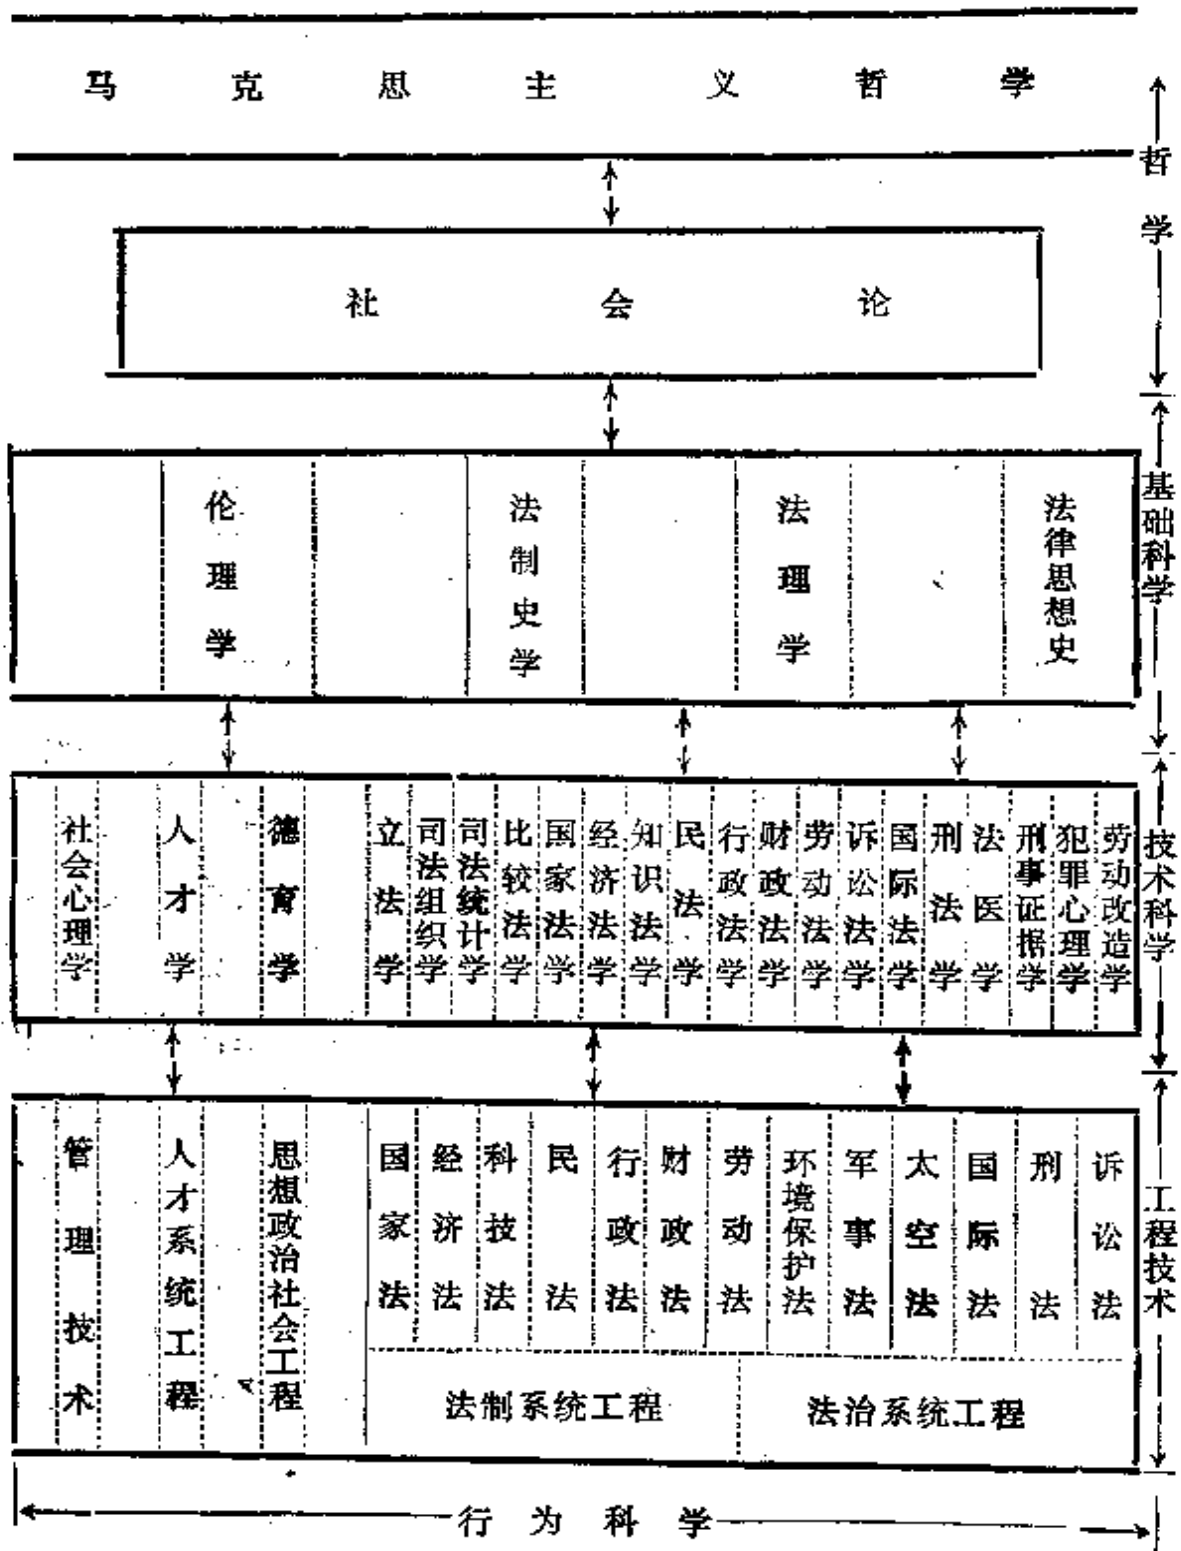 马克思主义哲学
哲学
社会论
伦理学
法制史学
法理学
法律思想史
基础科学
社会心理学
人才学
德育学
立法学
司法组织学
司法统计学
比较法学
国家法学
经济法学
知识法学
民法学
行政法学
财政法学
劳动法学
诉讼法学
国际法学
刑法学
法医学
刑事证据学
犯罪心理学
劳动改造学
技术科学
管理技术
人才系统工程
思想政治社会工程
国家法
经济法
科技法
民法
行政法
财政法
劳动法
环境保护法
军事法
太空法
国际法
刑法
诉讼法
工程技术
法制系统工程
法治系统工程
行为科学